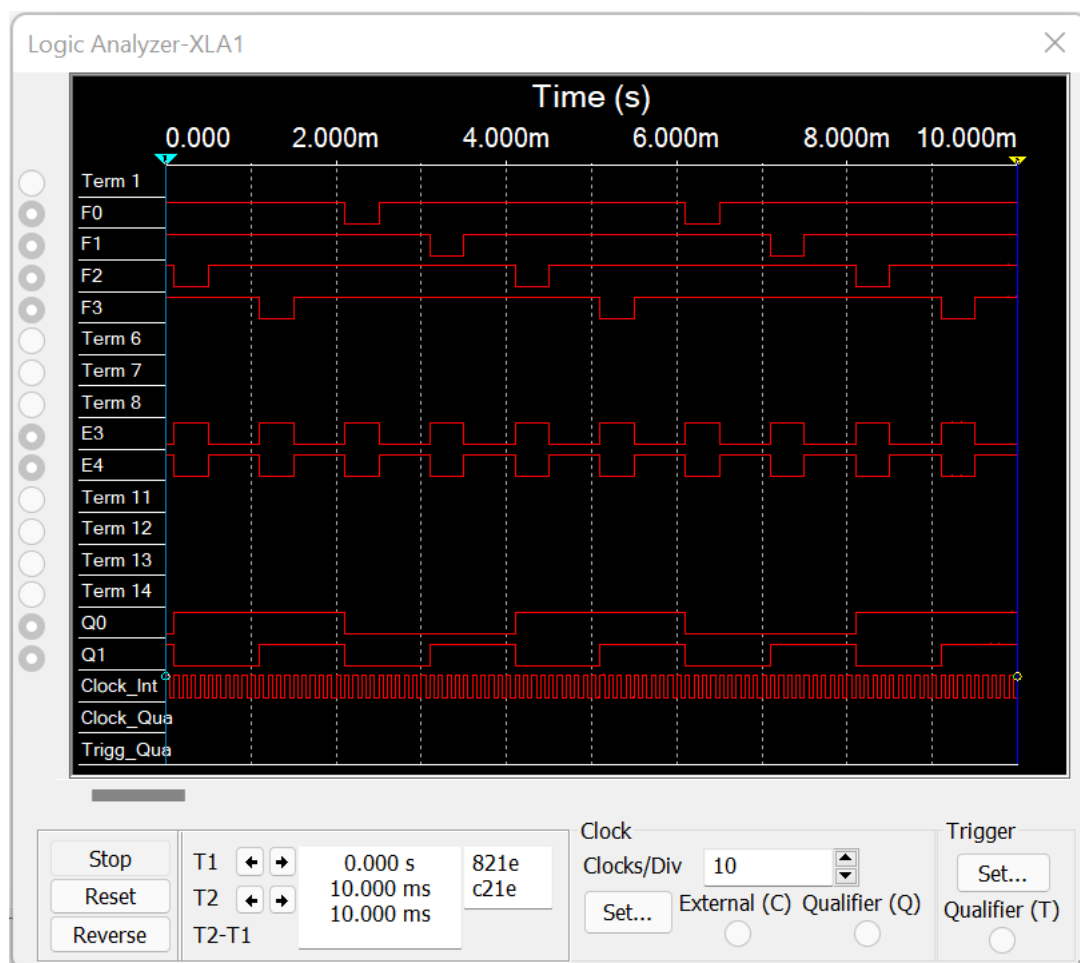 Logic Analyzer-XLA1
Time (s)
0.000 2.000m 4.000m 6.000m 8.000m 10.000m
Term 1
F0
F1
F2
F3
Term 6
Term 7
Term 8
E3
E4
Term 11
Term 12
Term 13
Term 14
Q0
Q1
Clock_Int
Clock_Qua
Trigg_Qua
Stop
Reset
Reverse
T1 0.000 s 821e
T2 10.000 ms c21e
T2-T1 10.000 ms
Clock
Clocks/Div 10
Set... External (C) Qualifier (Q)
Trigger
Set...
Qualifier (T)